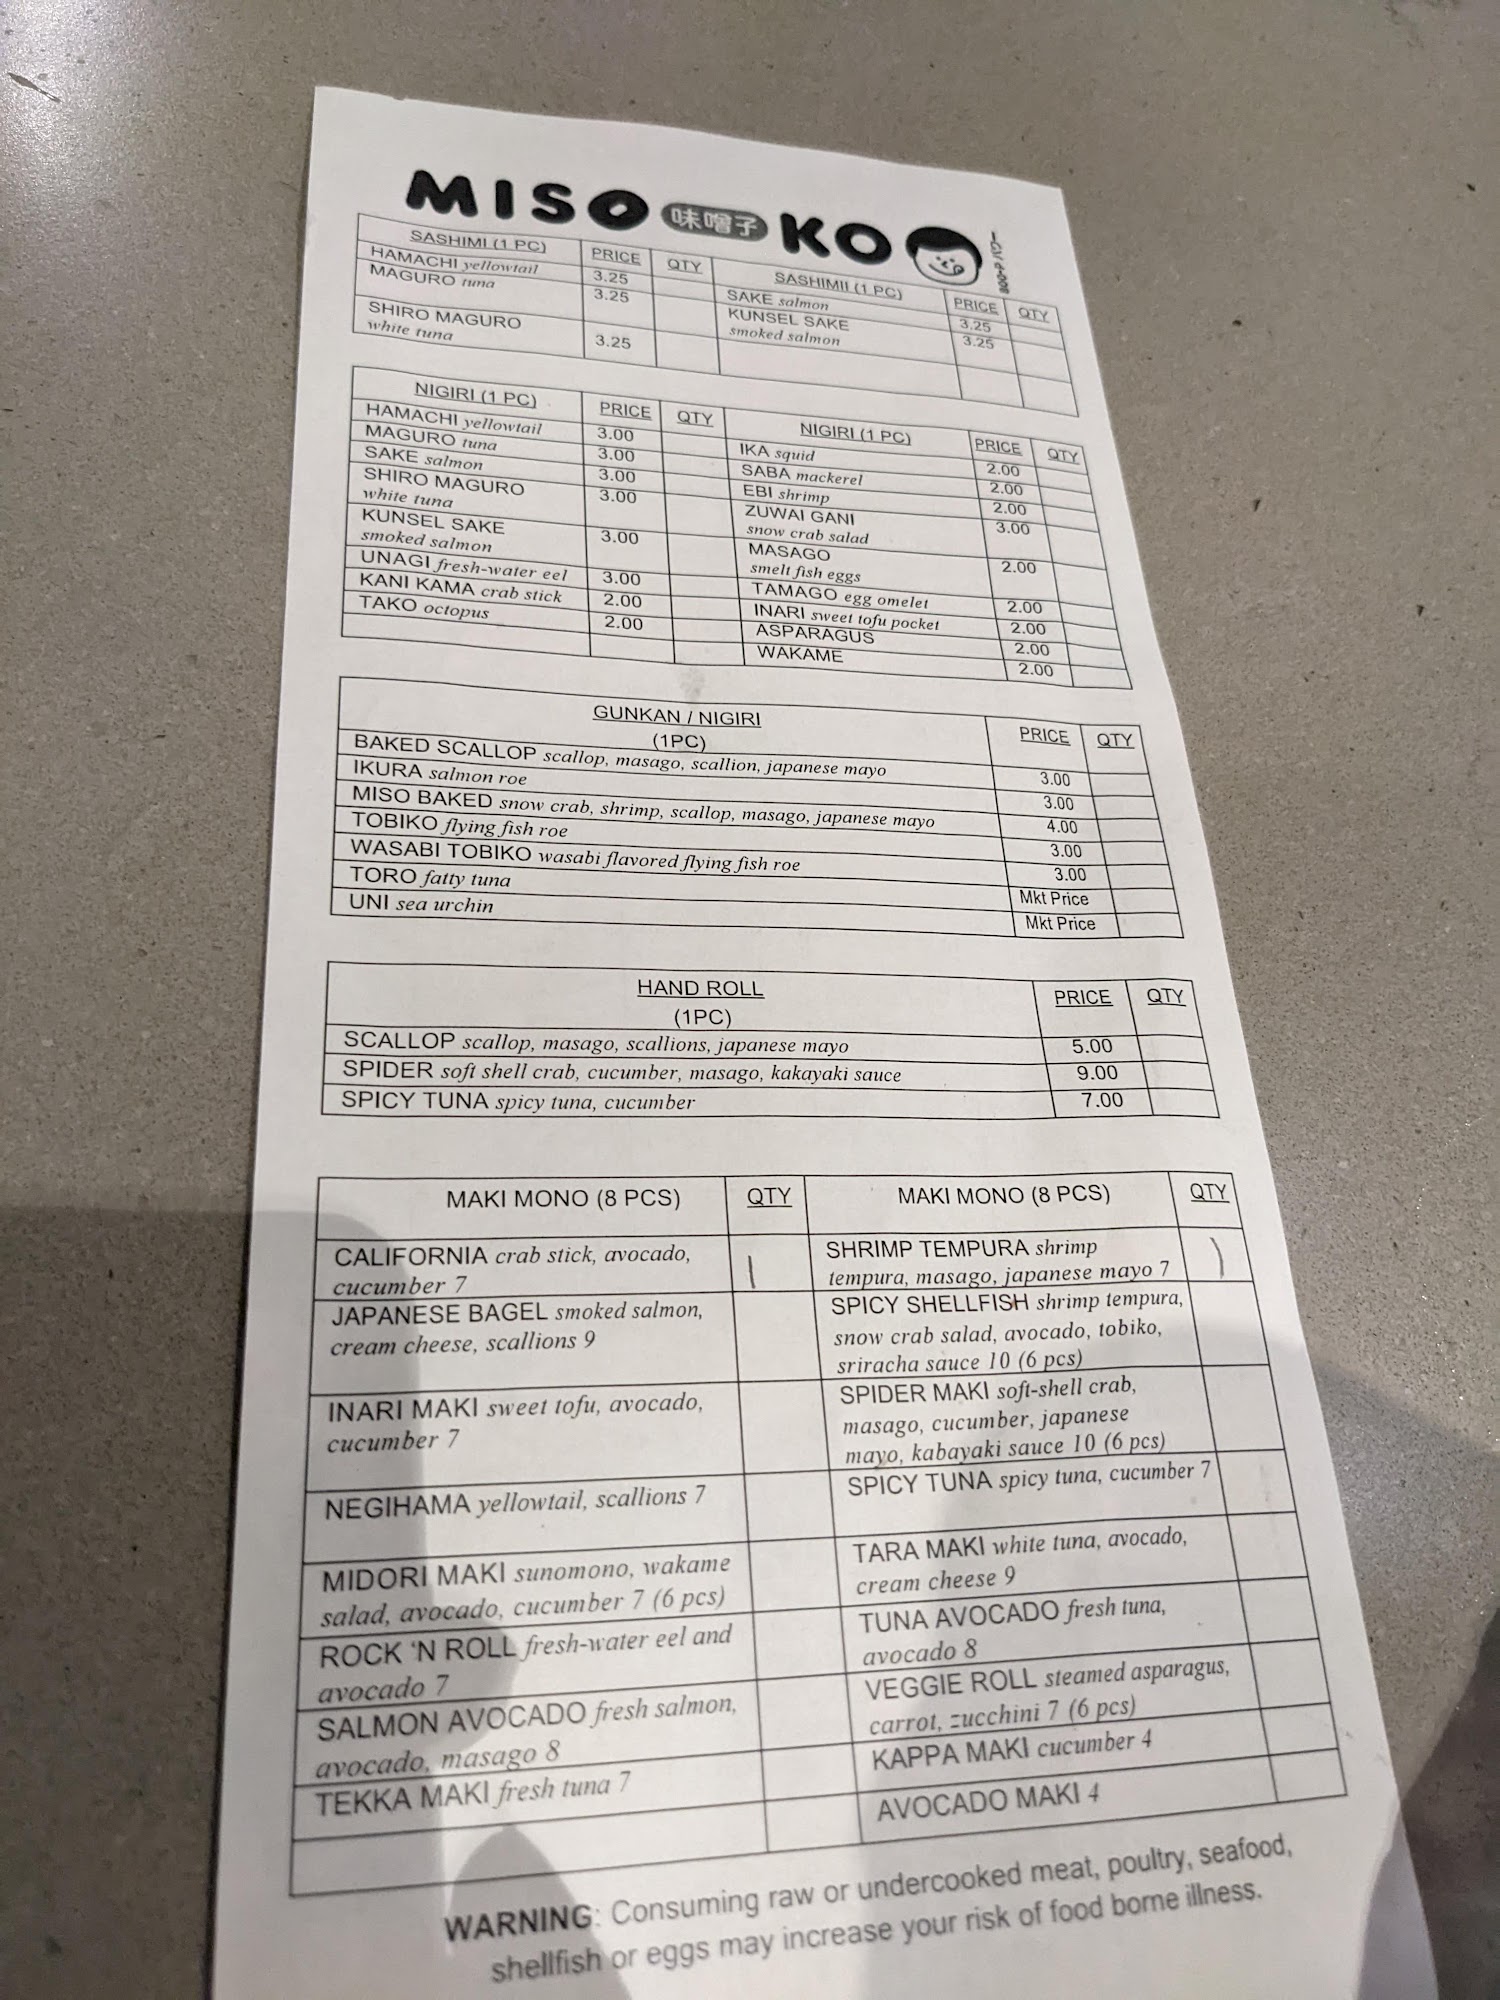 MISO 味噌子 KO
SASHIMI (1 PC) PRICE QTY SASHIMII (1 PC) PRICE QTY
HAMACHI yellowtail 3.25 SAKE salmon 3.25
MAGURO tuna 3.25 KUNSEL SAKE 3.25
smoked salmon
SHIRO MAGURO
white tuna 3.25
NIGIRI (1 PC) PRICE QTY NIGIRI (1 PC) PRICE QTY
HAMACHI yellowtail 3.00 IKA squid 2.00
MAGURO tuna 3.00 SABA mackerel 2.00
SAKE salmon 3.00 EBI shrimp 2.00
SHIRO MAGURO 3.00 ZUWAI GANI 3.00
white tuna snow crab salad
KUNSEL SAKE 3.00 MASAGO 2.00
smoked salmon smelt fish eggs
UNAGI fresh-water eel 3.00 TAMAGO egg omelet 2.00
KANI KAMA crab stick 2.00 INARI sweet tofu pocket 2.00
TAKO octopus 2.00 ASPARAGUS 2.00
WAKAME 2.00
GUNKAN / NIGIRI PRICE QTY
(1PC)
BAKED SCALLOP scallop, masago, scallion, japanese mayo 3.00
IKURA salmon roe 3.00
MISO BAKED snow crab, shrimp, scallop, masago, japanese mayo 4.00
TOBIKO flying fish roe 3.00
WASABI TOBIKO wasabi flavored flying fish roe 3.00
TORO fatty tuna Mkt Price
UNI sea urchin Mkt Price
HAND ROLL PRICE QTY
(1PC)
SCALLOP scallop, masago, scallions, japanese mayo 5.00
SPIDER soft shell crab, cucumber, masago, kakayaki sauce 9.00
SPICY TUNA spicy tuna, cucumber 7.00
MAKI MONO (8 PCS) QTY MAKI MONO (8 PCS) QTY
CALIFORNIA crab stick, avocado, | SHRIMP TEMPURA shrimp |
cucumber 7 tempura, masago, japanese mayo 7
JAPANESE BAGEL smoked salmon, SPICY SHELLFISH shrimp tempura,
cream cheese, scallions 9 snow crab salad, avocado, tobiko,
sriracha sauce 10 (6 pcs)
INARI MAKI sweet tofu, avocado, SPIDER MAKI soft-shell crab,
cucumber 7 masago, cucumber, japanese
mayo, kabayaki sauce 10 (6 pcs)
NEGIHAMA yellowtail, scallions 7 SPICY TUNA spicy tuna, cucumber 7
MIDORI MAKI sunomono, wakame TARA MAKI white tuna, avocado,
salad, avocado, cucumber 7 (6 pcs) cream cheese 9
ROCK 'N ROLL fresh-water eel and TUNA AVOCADO fresh tuna,
avocado 7 avocado 8
SALMON AVOCADO fresh salmon, VEGGIE ROLL steamed asparagus,
avocado, masago 8 carrot, zucchini 7 (6 pcs)
TEKKA MAKI fresh tuna 7 KAPPA MAKI cucumber 4
AVOCADO MAKI 4
WARNING: Consuming raw or undercooked meat, poultry, seafood,
shellfish or eggs may increase your risk of food borne illness.